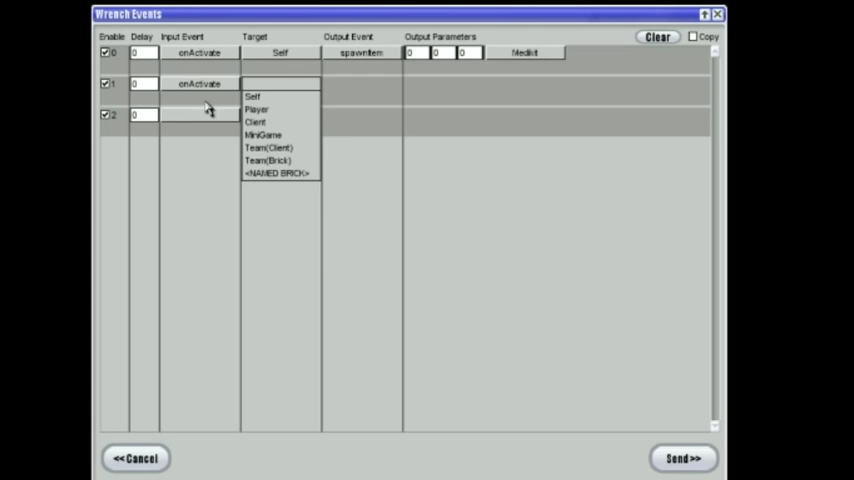 Wrench Events
Enable Delay Input Event Target Output Event Output Parameters Clear Copy
0 0 onActivate Self spawnItem 0 0 0 Medikit
1 0 onActivate
Self
Player
2 0
Client
MiniGame
Team(Client)
Team(Brick)
<NAMED BRICK>
<<Cancel Send>>